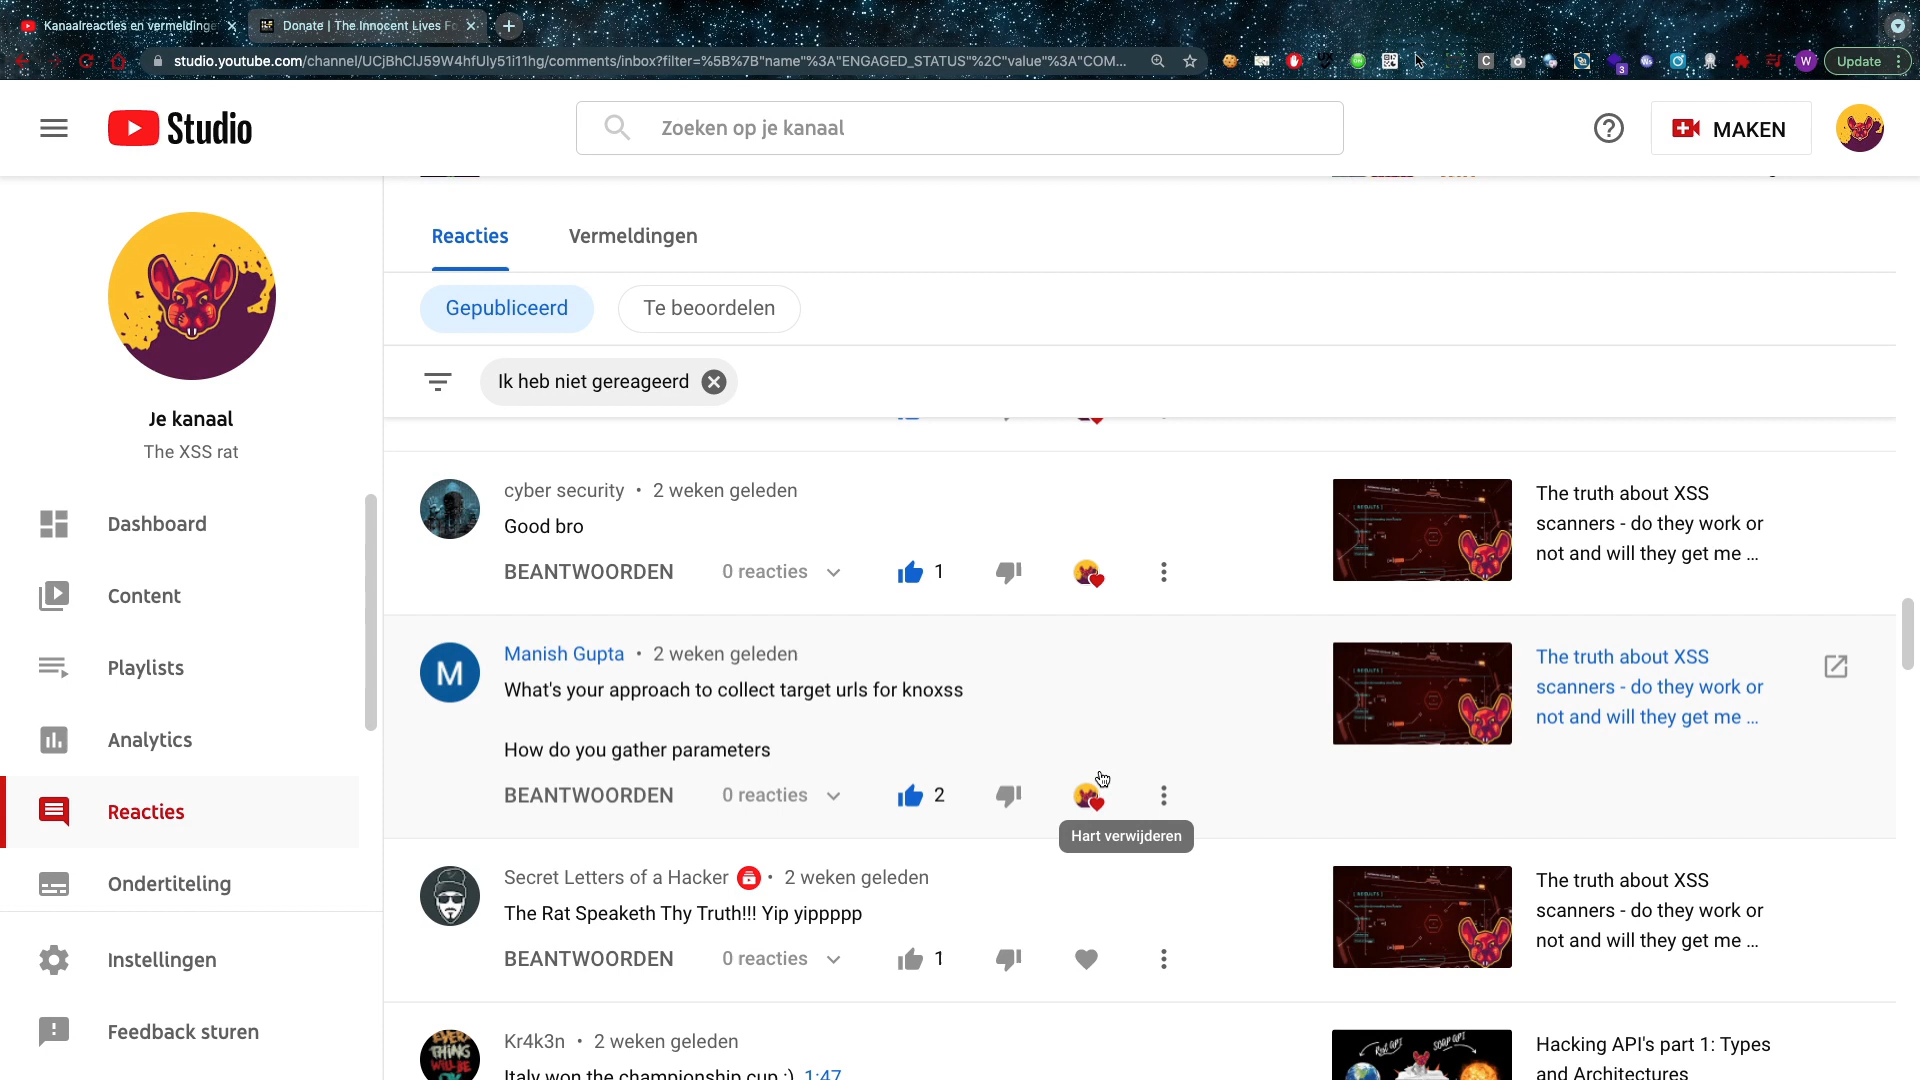 Kanaalreacties en vermeldinge
Donate | The Innocent Lives Fo
studio.youtube.com/channel/UCjBhClJ59W4hfUly51i11hg/comments/inbox?filter=%5B%7B"name"%3A"ENGAGED_STATUS"%2C"value"%3A"COM...
W
Update
Studio
Zoeken op je kanaal
MAKEN
Je kanaal
The XSS rat
Dashboard
Content
Playlists
Analytics
Reacties
Ondertiteling
Instellingen
Feedback sturen
Reacties
Vermeldingen
Gepubliceerd
Te beoordelen
Ik heb niet gereageerd
cyber security • 2 weken geleden
Good bro
BEANTWOORDEN 0 reacties 1
The truth about XSS
scanners - do they work or
not and will they get me ...
M
Manish Gupta • 2 weken geleden
What's your approach to collect target urls for knoxss
How do you gather parameters
BEANTWOORDEN 0 reacties 2
Hart verwijderen
The truth about XSS
scanners - do they work or
not and will they get me ...
Secret Letters of a Hacker • 2 weken geleden
The Rat Speaketh Thy Truth!!! Yip yippppp
BEANTWOORDEN 0 reacties 1
The truth about XSS
scanners - do they work or
not and will they get me ...
EVERY
THING
WILL BE
OK
Kr4k3n • 2 weken geleden
Italy won the championship cup :) 1:47
Rest API
SOAP API
Hacking API's part 1: Types
and Architectures